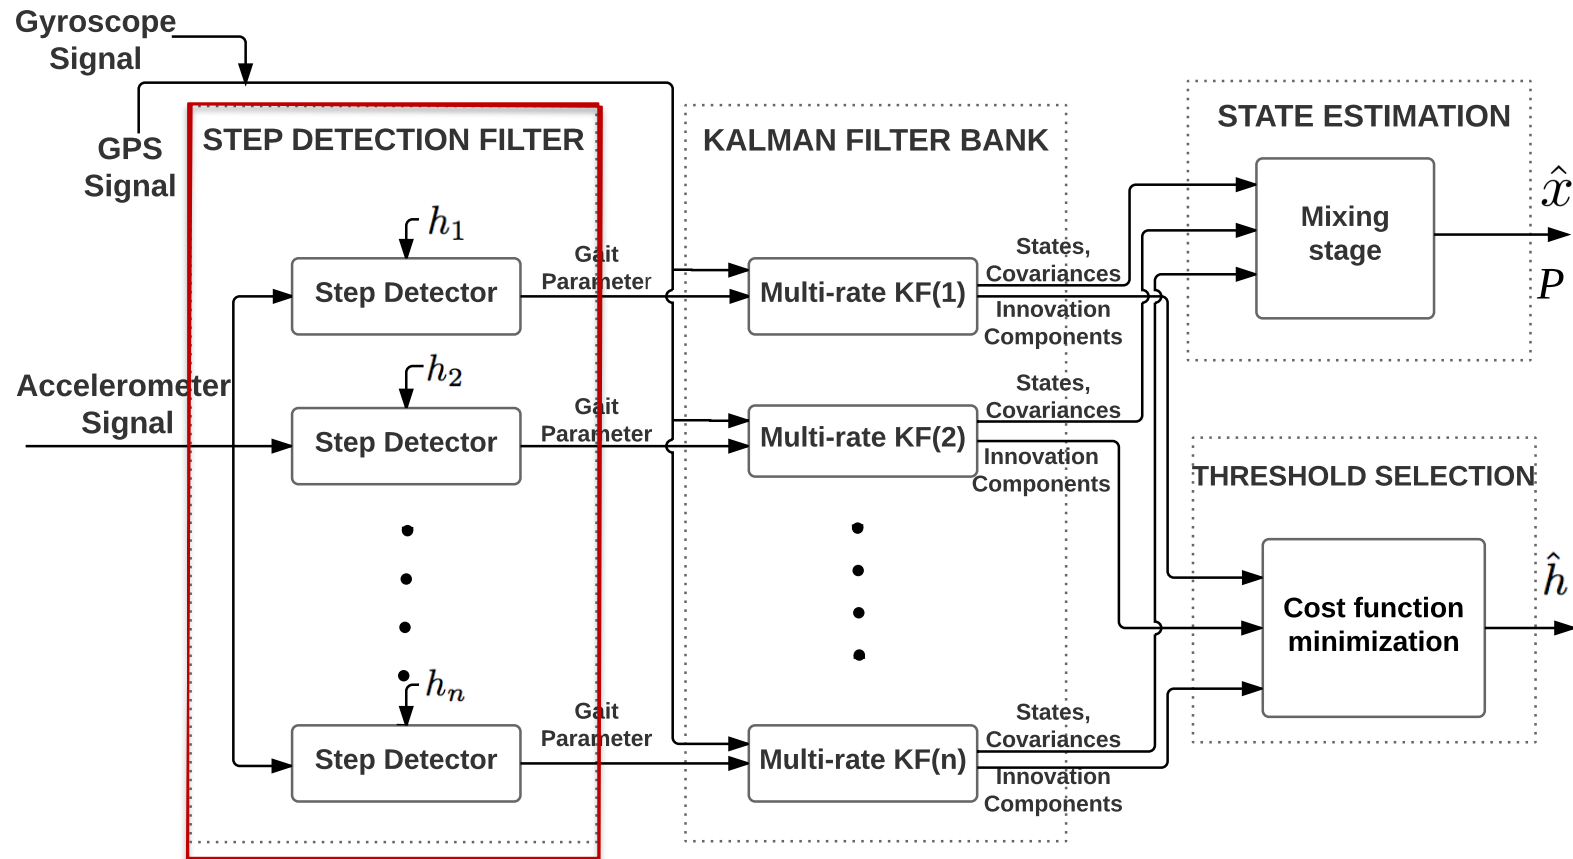 Gyroscope
Signal
GPS
Signal
Accelerometer
Signal
STEP DETECTION FILTER
h₁
Step Detector
Gait
Parameter
h₂
Step Detector
Gait
Parameter
hₙ
Step Detector
Gait
Parameter
KALMAN FILTER BANK
Multi-rate KF(1)
States,
Covariances
Innovation
Components
Multi-rate KF(2)
States,
Covariances
Innovation
Components
Multi-rate KF(n)
States,
Covariances
Innovation
Components
STATE ESTIMATION
Mixing
stage
x̂
P
THRESHOLD SELECTION
Cost function
minimization
ĥ